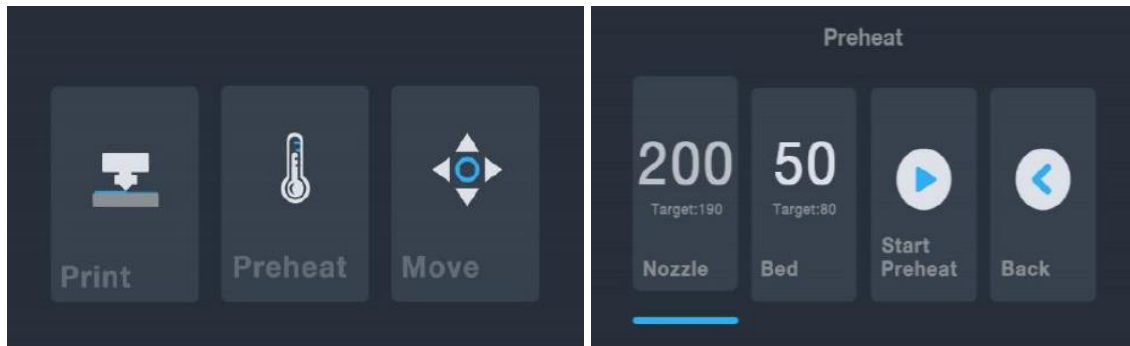 Print
Preheat
Move
Preheat
200
Target:190
Nozzle
50
Target:80
Bed
Start
Preheat
Back